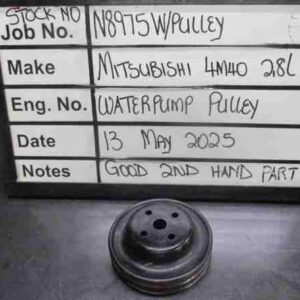 STOCK NO
Job No. N8975 W/PULLEY
Make MITSUBISHI 4M40 2.8L
Eng. No. WATERPUMP PULLEY
Date 13 MAY 2025
Notes GOOD 2ND HAND PART